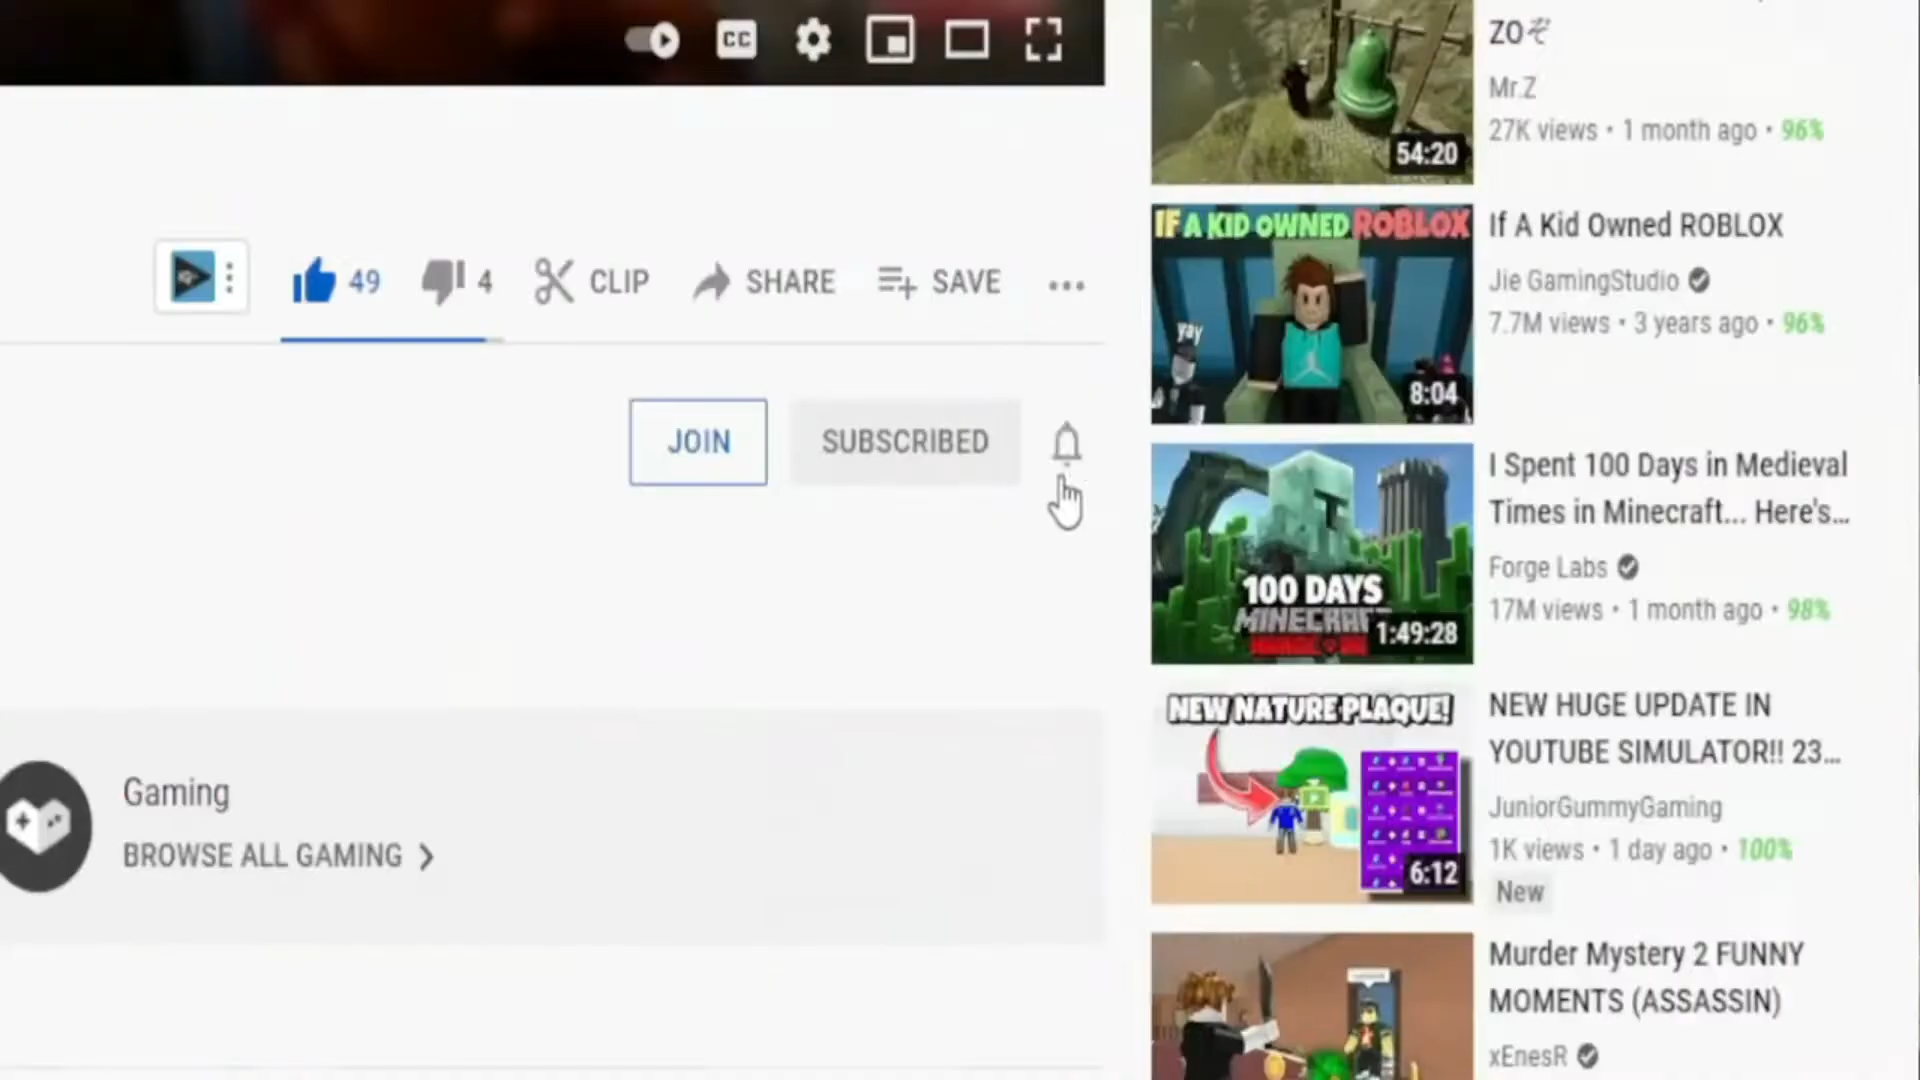 CC
49
4
CLIP
SHARE
SAVE
JOIN
SUBSCRIBED
Gaming
BROWSE ALL GAMING
ZOぞ
Mr.Z
27K views • 1 month ago • 96%
54:20
IF A KID OWNED ROBLOX
yay
8:04
If A Kid Owned ROBLOX
Jie GamingStudio
7.7M views • 3 years ago • 96%
100 DAYS
MINECRAFT
1:49:28
I Spent 100 Days in Medieval
Times in Minecraft... Here's...
Forge Labs
17M views • 1 month ago • 98%
NEW NATURE PLAQUE!
6:12
NEW HUGE UPDATE IN
YOUTUBE SIMULATOR!! 23...
JuniorGummyGaming
1K views • 1 day ago • 100%
New
Murder Mystery 2 FUNNY
MOMENTS (ASSASSIN)
xEnesR